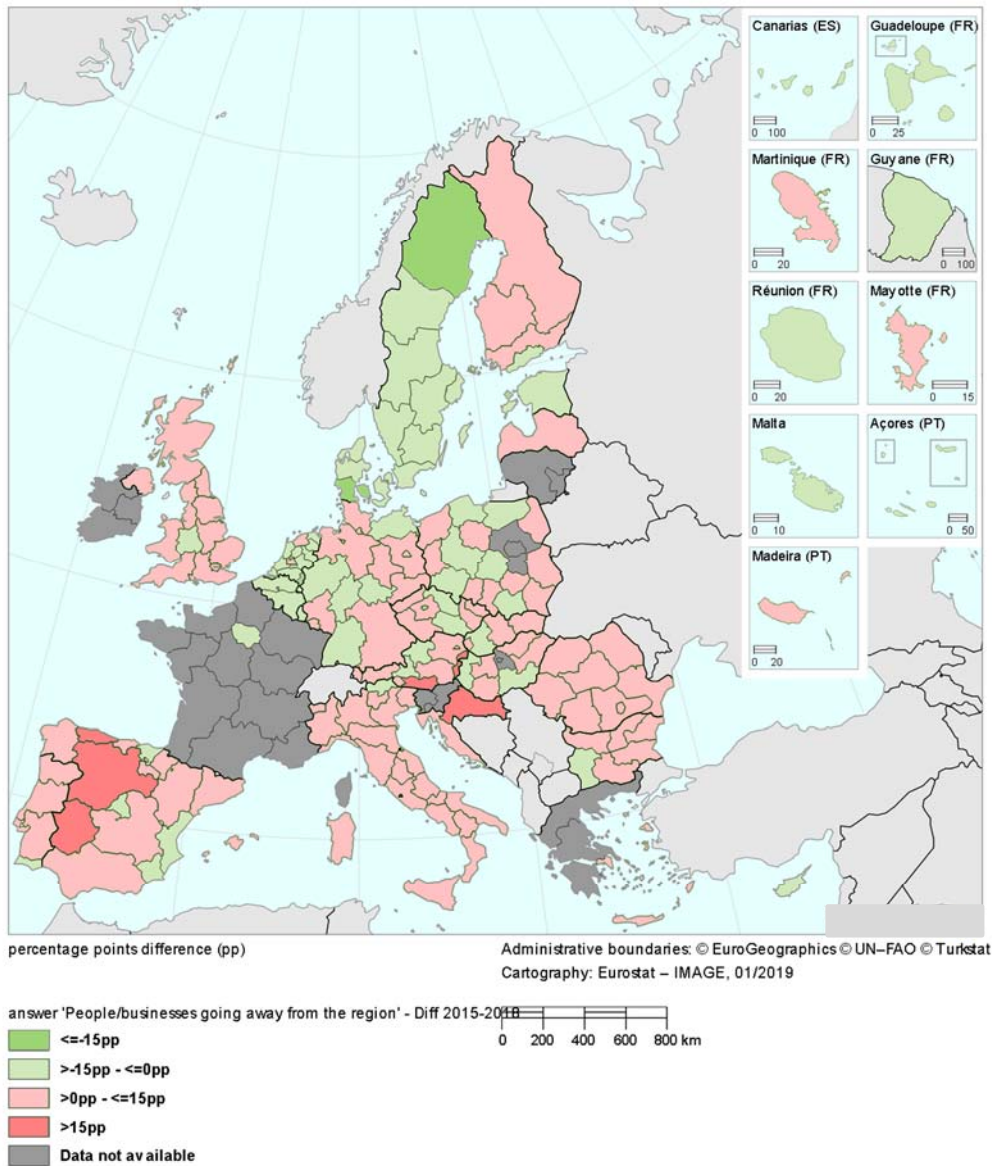 Canarias (ES)
0 100
Guadeloupe (FR)
0 25
Martinique (FR)
0 20
Guyane (FR)
0 100
Réunion (FR)
0 20
Mayotte (FR)
0 15
Malta
0 10
Açores (PT)
0 50
Madeira (PT)
0 20
percentage points difference (pp)
Administrative boundaries: © EuroGeographics © UN–FAO © Turkstat
Cartography: Eurostat – IMAGE, 01/2019
answer 'People/businesses going away from the region' - Diff 2015-2018
0 200 400 600 800 km
<=-15pp
>-15pp - <=0pp
>0pp - <=15pp
>15pp
Data not available